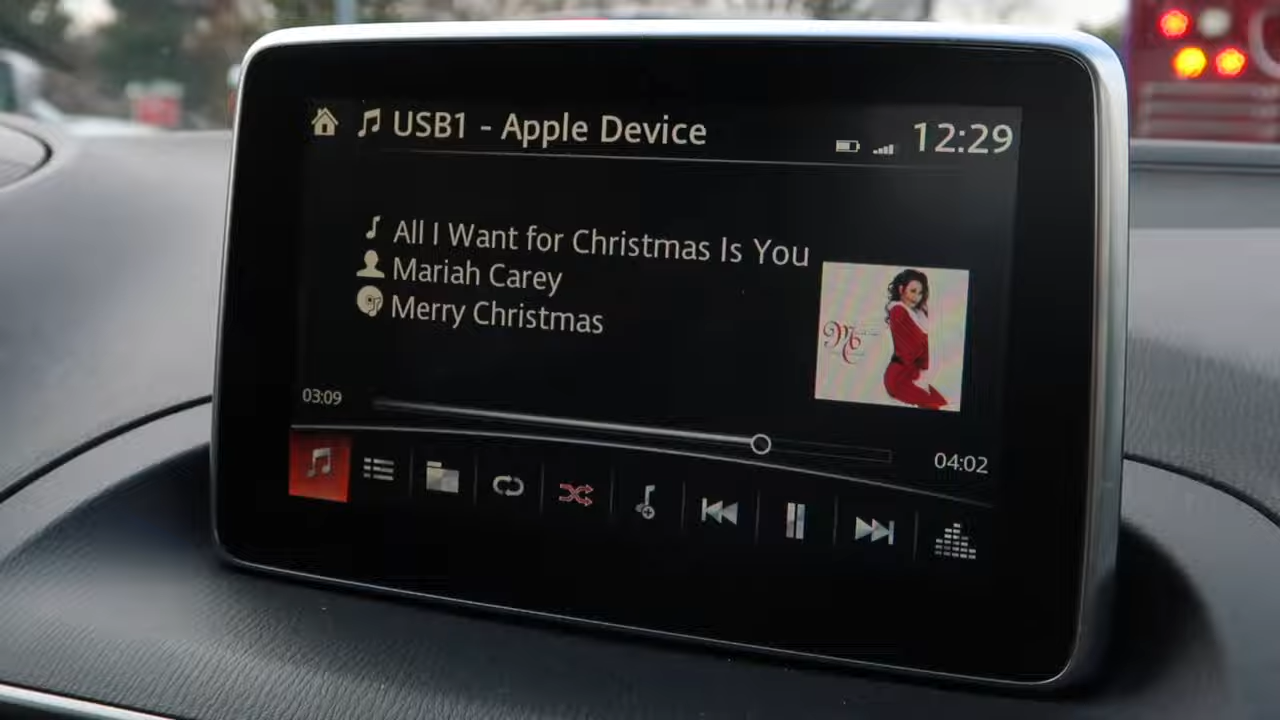 USB1 - Apple Device 12:29
All I Want for Christmas Is You
Mariah Carey
Merry Christmas
MC
03:09
04:02